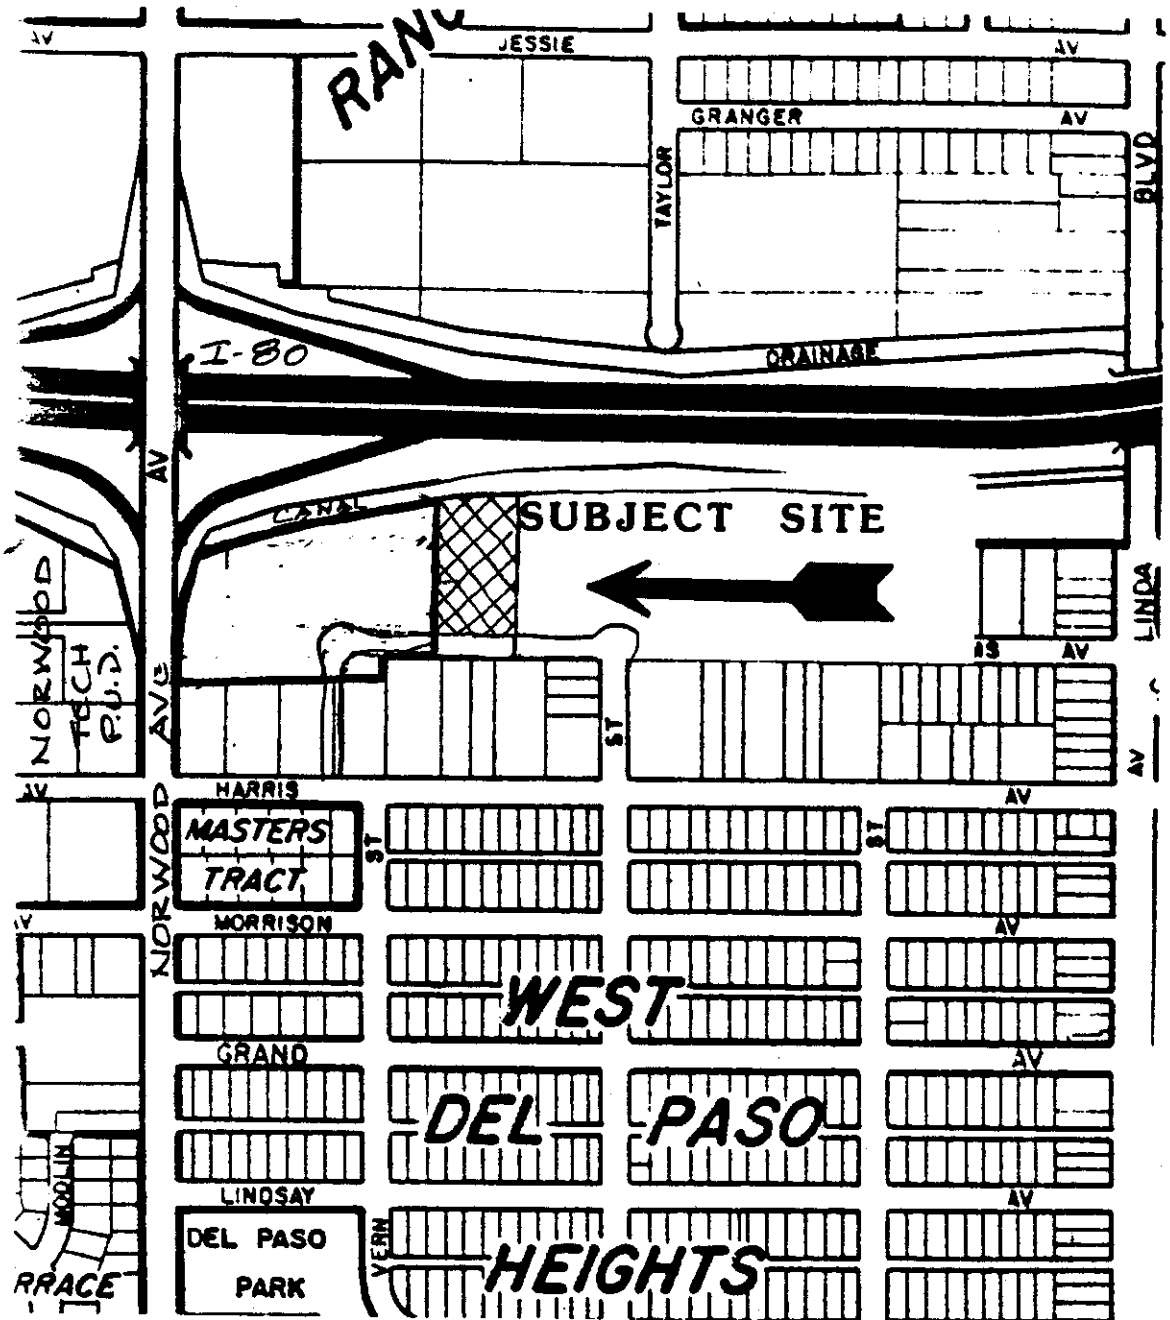 AV
JESSIE
AV
GRANGER
AV
TAYLOR
BLVD
I-80
DRAINAGE
AV
CANAL
SUBJECT SITE
NORWOOD
TECH
P.U.D.
LINDA
AV
AVE
ST
AV
AV
HARRIS
AV
NORWOOD
MASTERS
TRACT
ST
ST
MORRISON
AV
WEST
GRAND
AV
DEL PASO
MODLIN
LINDSAY
AV
DEL PASO
PARK
VERN
HEIGHTS